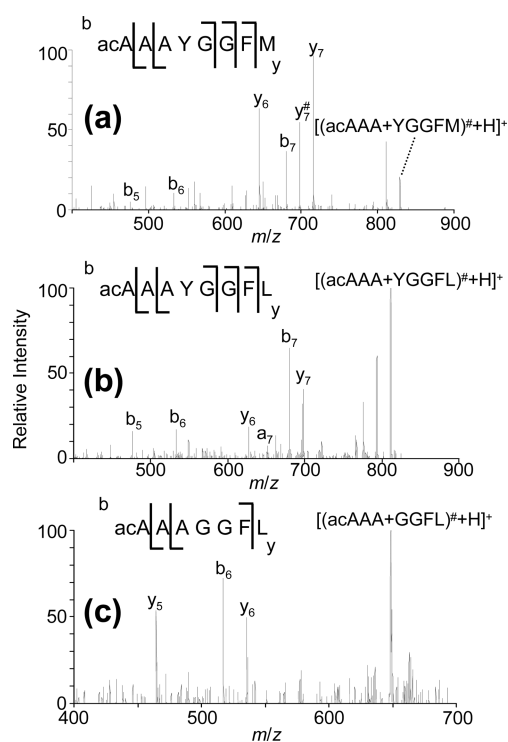 b
acAAAYGGFM
y
100
50
0
(a)
y7
y6
y7#
b7
[(acAAA+YGGFM)#+H]+
b5
b6
500 600 700 800 900
m/z
b
acAAAYGGFL
y
[(acAAA+YGGFL)#+H]+
100
50
0
(b)
b7
y7
b5
b6
y6
a7
400 500 600 700 800 900
m/z
Relative Intensity
b
acAAAGGFL
y
[(acAAA+GGFL)#+H]+
100
50
0
(c)
b6
y5
y6
400 500 600 700
m/z